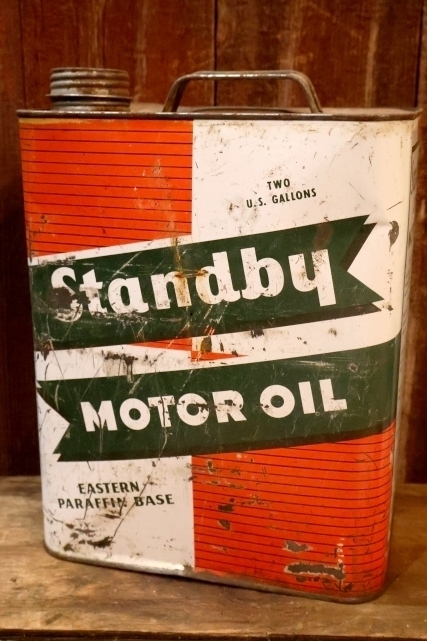 TWO
U.S. GALLONS
Standby
MOTOR OIL
EASTERN
PARAFFIN BASE